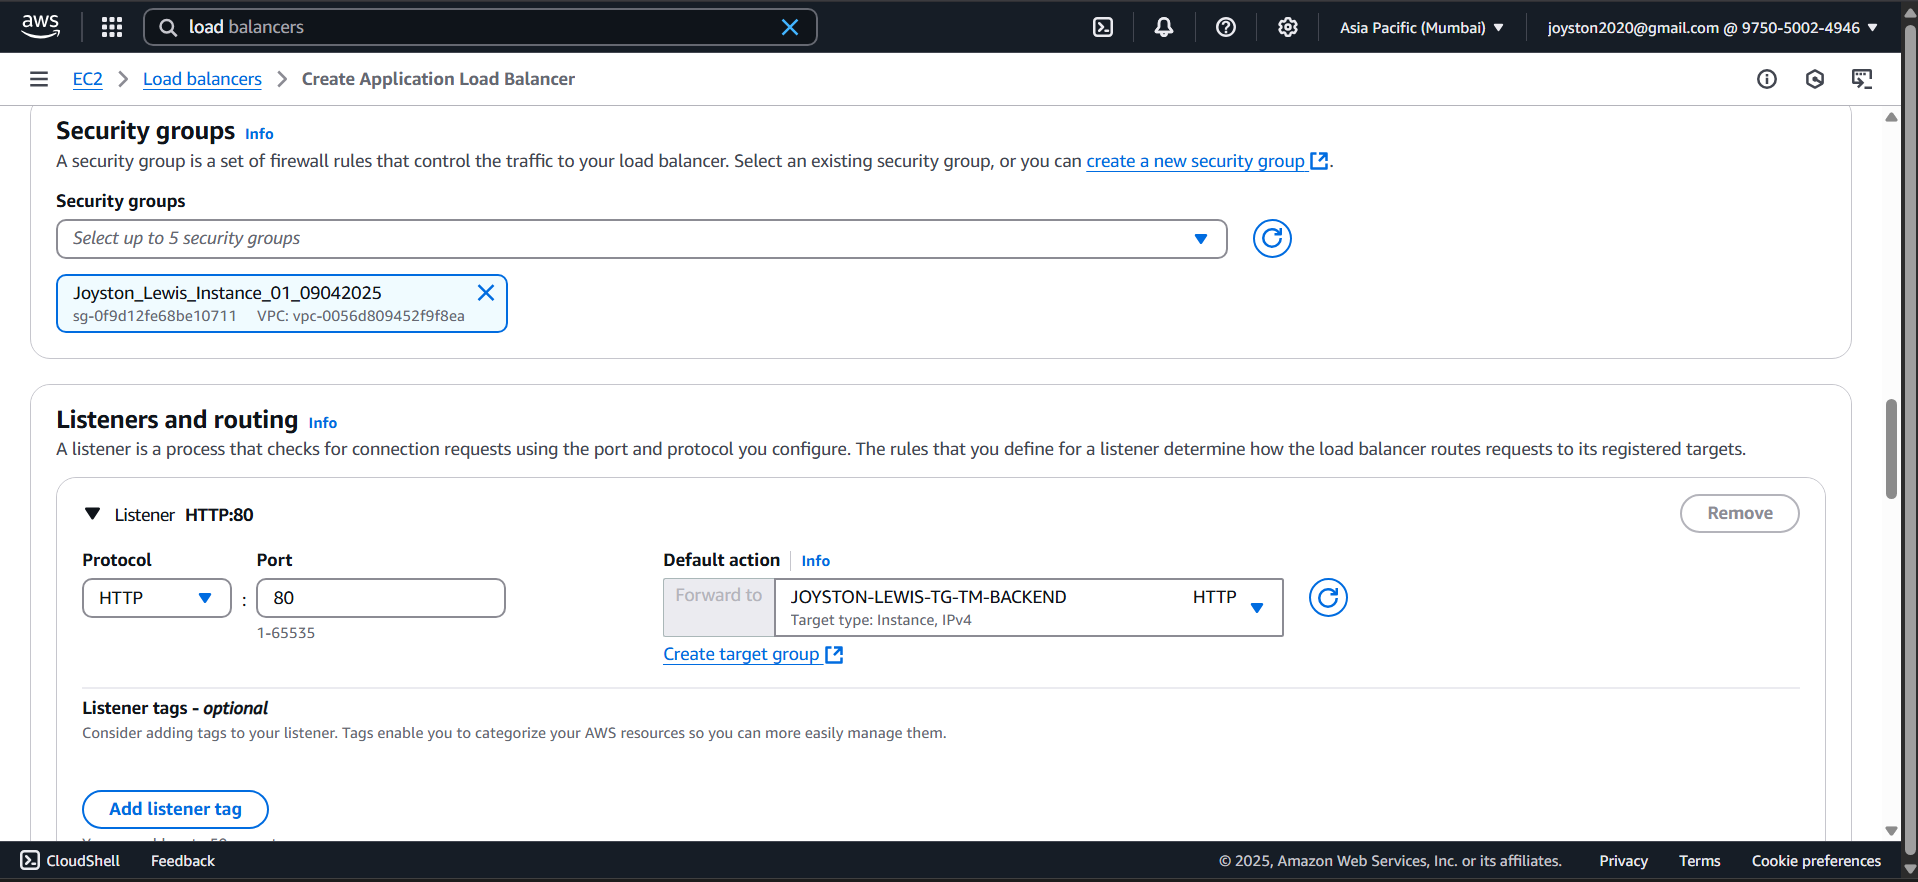 aws
load balancers
Asia Pacific (Mumbai)
joyston2020@gmail.com @ 9750-5002-4946
EC2 > Load balancers > Create Application Load Balancer
Security groups Info
A security group is a set of firewall rules that control the traffic to your load balancer. Select an existing security group, or you can create a new security group.
Security groups
Select up to 5 security groups
Joyston_Lewis_Instance_01_09042025
sg-0f9d12fe68be10711 VPC: vpc-0056d809452f9f8ea
Listeners and routing Info
A listener is a process that checks for connection requests using the port and protocol you configure. The rules that you define for a listener determine how the load balancer routes requests to its registered targets.
Listener HTTP:80
Remove
Protocol
Port
Default action Info
HTTP
:
80
1-65535
Forward to
JOYSTON-LEWIS-TG-TM-BACKEND HTTP
Target type: Instance, IPv4
Create target group
Listener tags - optional
Consider adding tags to your listener. Tags enable you to categorize your AWS resources so you can more easily manage them.
Add listener tag
CloudShell Feedback © 2025, Amazon Web Services, Inc. or its affiliates. Privacy Terms Cookie preferences